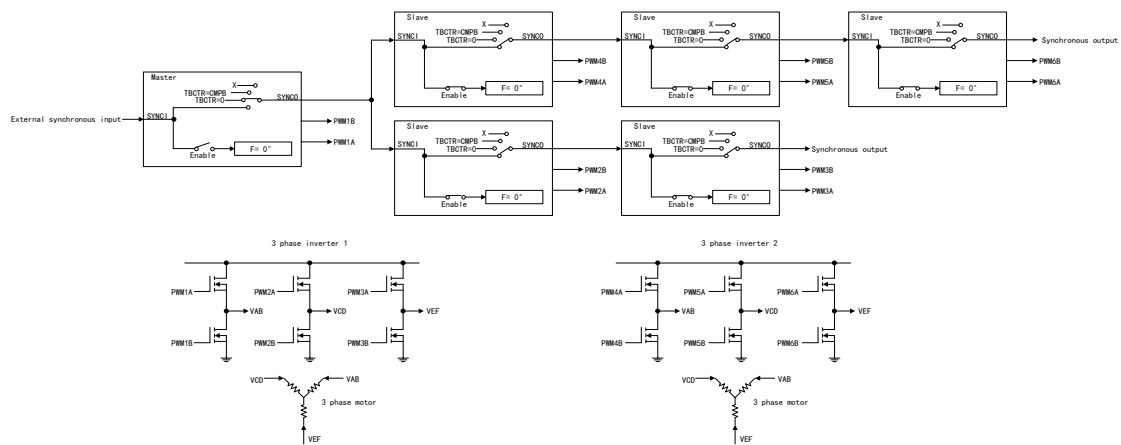 Slave
X
TBCTR=CMPB
TBCTR=0
SYNCI
SYNCO
PWM4B
PWM4A
Enable
F= 0°
Slave
X
TBCTR=CMPB
TBCTR=0
SYNCI
SYNCO
PWM5B
PWM5A
Enable
F= 0°
Slave
X
TBCTR=CMPB
TBCTR=0
SYNCI
SYNCO
Synchronous output
PWM6B
PWM6A
Enable
F= 0°
Master
X
TBCTR=CMPB
TBCTR=0
SYNCO
External synchronous input
SYNCI
PWM1B
PWM1A
Enable
F= 0°
Slave
X
TBCTR=CMPB
TBCTR=0
SYNCI
SYNCO
PWM2B
PWM2A
Enable
F= 0°
Slave
X
TBCTR=CMPB
TBCTR=0
SYNCI
SYNCO
Synchronous output
PWM3B
PWM3A
Enable
F= 0°
3 phase inverter 1
PWM1A
PWM2A
PWM3A
VAB
VCD
VEF
PWM1B
PWM2B
PWM3B
VCD
VAB
3 phase motor
VEF
3 phase inverter 2
PWM4A
PWM5A
PWM6A
VAB
VCD
VEF
PWM4B
PWM5B
PWM6B
VCD
VAB
3 phase motor
VEF